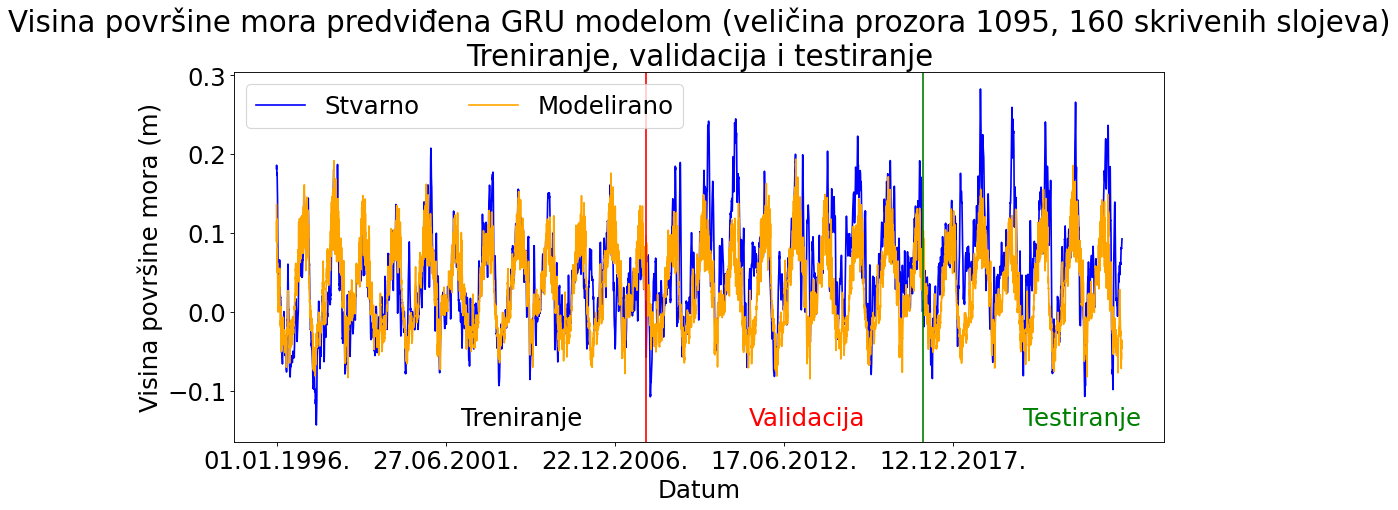 Visina površine mora predviđena GRU modelom (veličina prozora 1095, 160 skrivenih slojeva)
Treniranje, validacija i testiranje
Stvarno Modelirano
Visina površine mora (m)
0.3
0.2
0.1
0.0
−0.1
Treniranje Validacija Testiranje
01.01.1996. 27.06.2001. 22.12.2006. 17.06.2012. 12.12.2017.
Datum